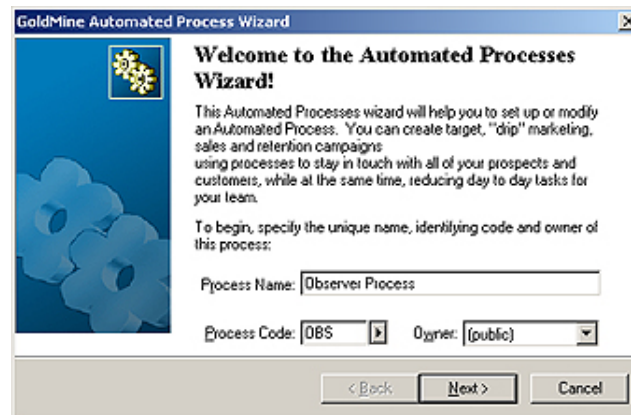 GoldMine Automated Process Wizard
Welcome to the Automated Processes
Wizard!
This Automated Processes wizard will help you to set up or modify
an Automated Process. You can create target, "drip" marketing,
sales and retention campaigns
using processes to stay in touch with all of your prospects and
customers, while at the same time, reducing day to day tasks for
your team.
To begin, specify the unique name, identifying code and owner of
this process:
Process Name: Observer Process
Process Code: OBS Owner: (public)
< Back Next > Cancel